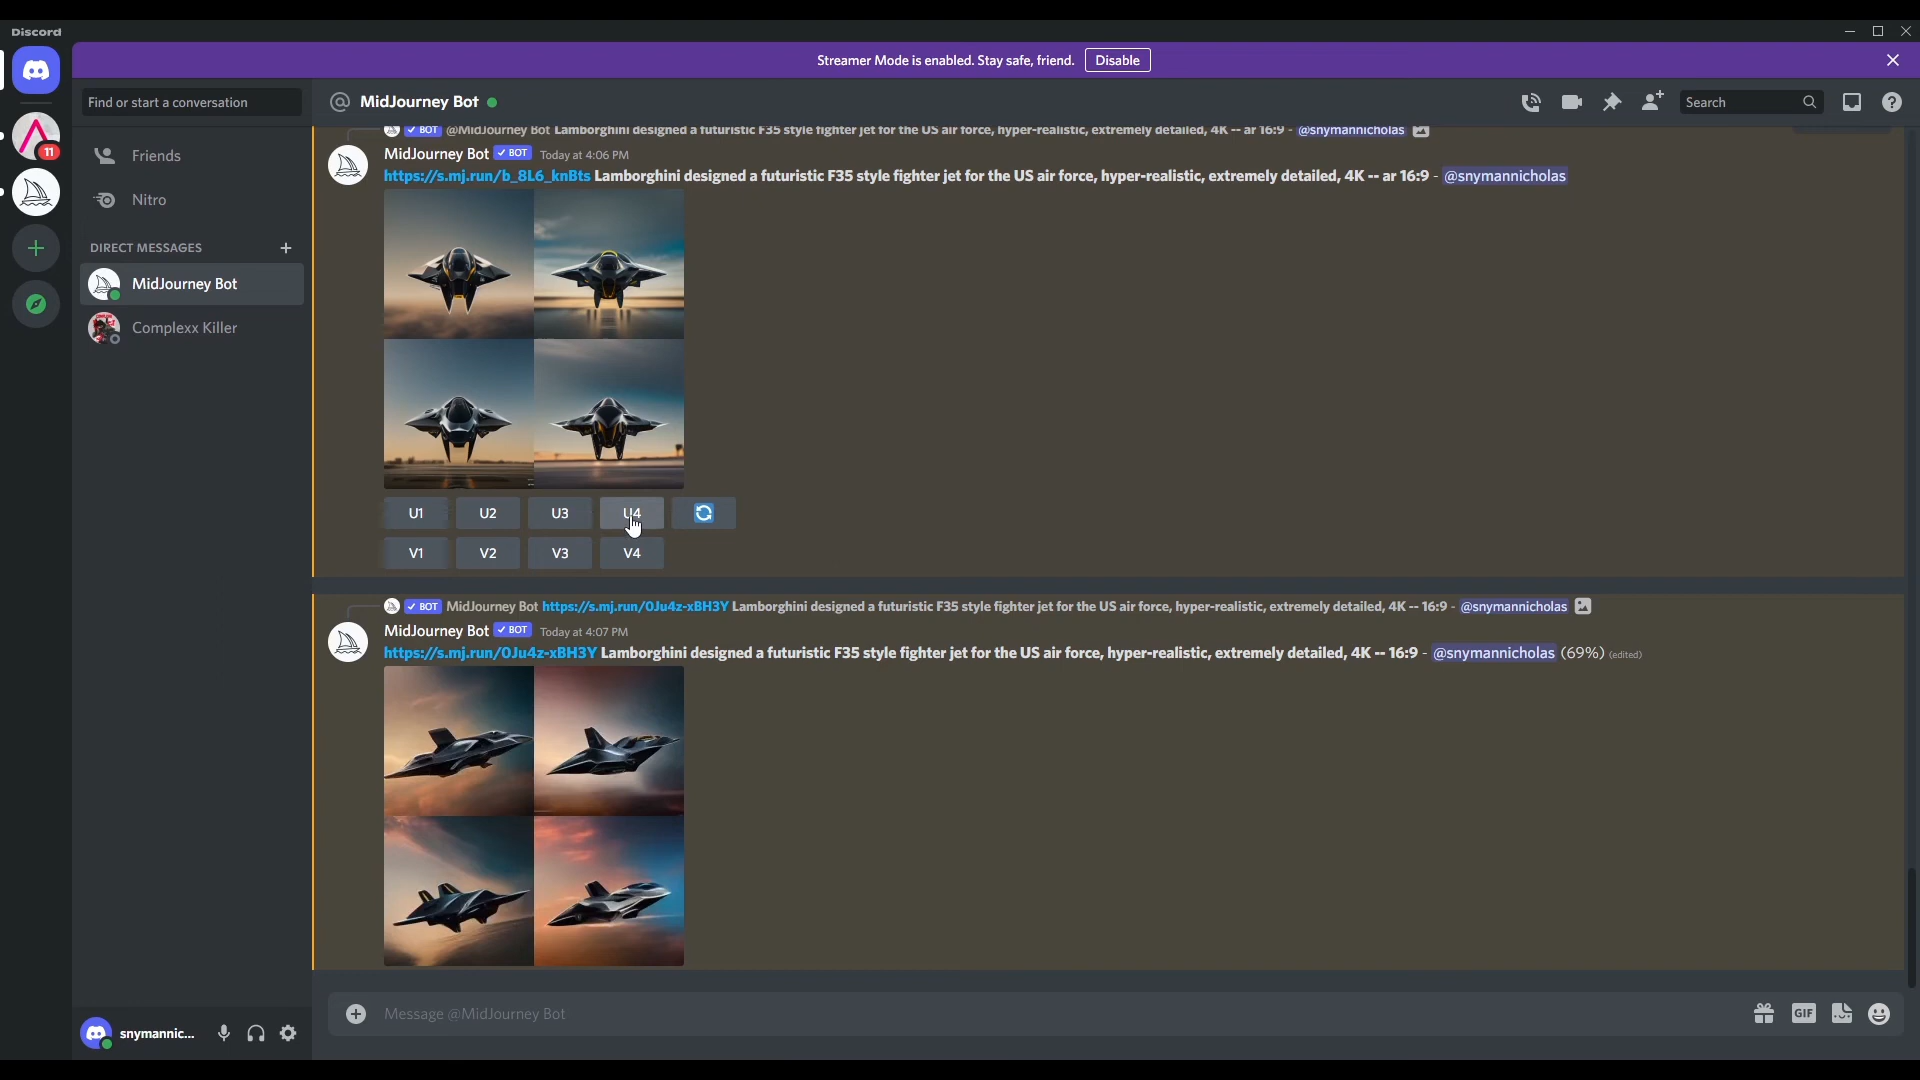 Discord
Streamer Mode is enabled. Stay safe, friend. Disable
Find or start a conversation
MidJourney Bot
Search
BOT @MidJourney Bot Lamborghini designed a futuristic F35 style fighter jet for the US air force, hyper-realistic, extremely detailed, 4K -- ar 16:9 - @snymannicholas
MidJourney Bot BOT Today at 4:06 PM
https://s.mj.run/b_8L6_knBts Lamborghini designed a futuristic F35 style fighter jet for the US air force, hyper-realistic, extremely detailed, 4K -- ar 16:9 - @snymannicholas
11
Friends
Nitro
DIRECT MESSAGES +
MidJourney Bot
Complexx Killer
U1 U2 U3 U4
V1 V2 V3 V4
BOT MidJourney Bot https://s.mj.run/0Ju4z-xBH3Y Lamborghini designed a futuristic F35 style fighter jet for the US air force, hyper-realistic, extremely detailed, 4K -- 16:9 - @snymannicholas
MidJourney Bot BOT Today at 4:07 PM
https://s.mj.run/0Ju4z-xBH3Y Lamborghini designed a futuristic F35 style fighter jet for the US air force, hyper-realistic, extremely detailed, 4K -- 16:9 - @snymannicholas (69%) (edited)
Message @MidJourney Bot
GIF
snymannic...